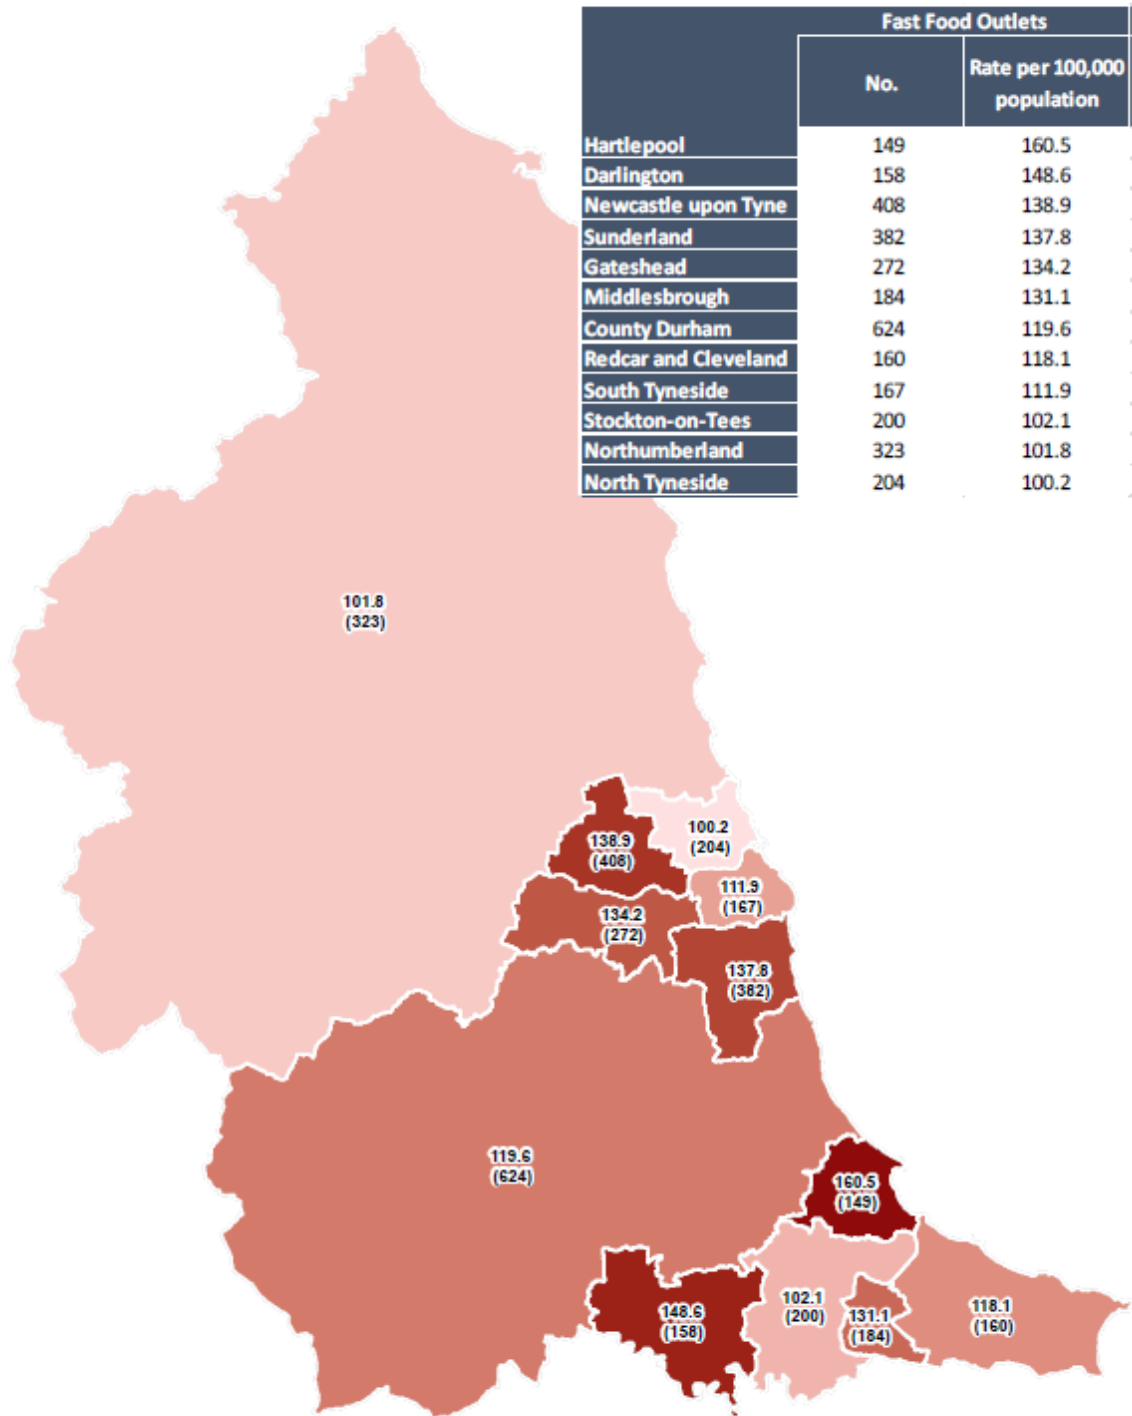 Fast Food Outlets
No. Rate per 100,000
population
Hartlepool 149 160.5
Darlington 158 148.6
Newcastle upon Tyne 408 138.9
Sunderland 382 137.8
Gateshead 272 134.2
Middlesbrough 184 131.1
County Durham 624 119.6
Redcar and Cleveland 160 118.1
South Tyneside 167 111.9
Stockton-on-Tees 200 102.1
Northumberland 323 101.8
North Tyneside 204 100.2
101.8
(323)
138.9
(408)
100.2
(204)
111.9
(167)
134.2
(272)
137.8
(382)
119.6
(624)
160.5
(149)
148.6
(158)
102.1
(200)
131.1
(184)
118.1
(160)